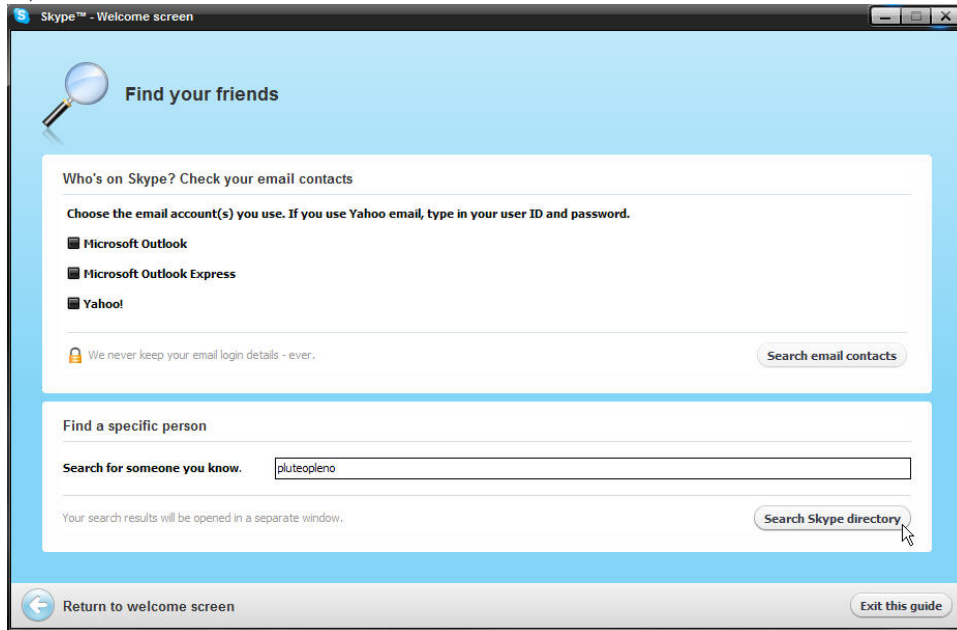 Skype™ - Welcome screen
Find your friends
Who's on Skype? Check your email contacts
Choose the email account(s) you use. If you use Yahoo email, type in your user ID and password.
Microsoft Outlook
Microsoft Outlook Express
Yahoo!
We never keep your email login details - ever.
Search email contacts
Find a specific person
Search for someone you know.
pluteopleno
Your search results will be opened in a separate window.
Search Skype directory
Return to welcome screen
Exit this guide